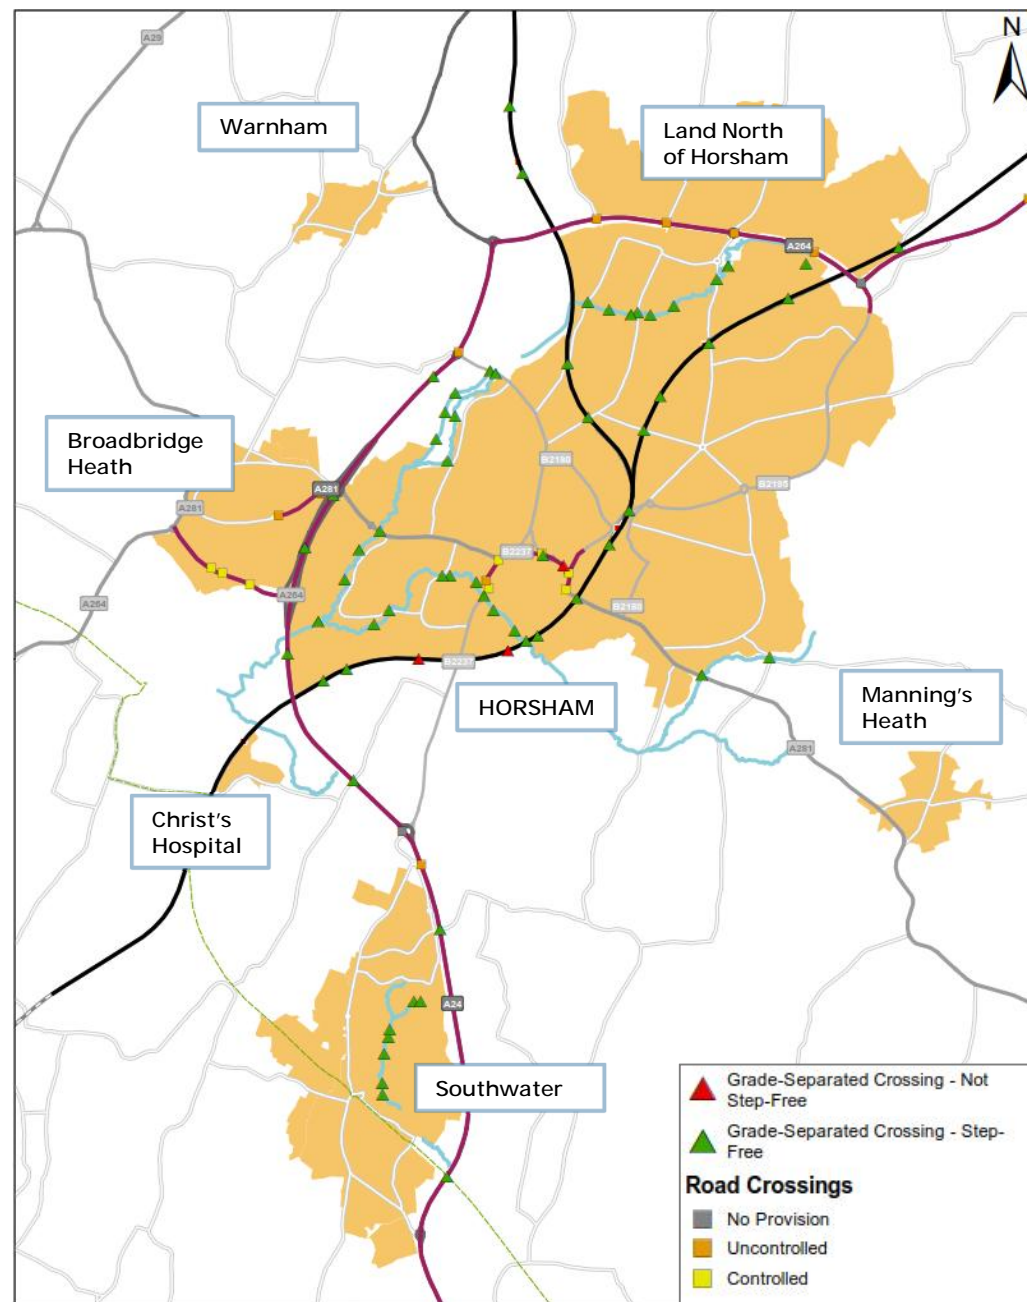 N
A29
Warnham
Land North
of Horsham
A264
Broadbridge
Heath
B2180
A281
A281
B2195
B2237
A264
A264
B2180
B2237
HORSHAM
Manning's
Heath
A281
Christ's
Hospital
A24
Southwater
Grade-Separated Crossing - Not
Step-Free
Grade-Separated Crossing - Step-
Free
Road Crossings
No Provision
Uncontrolled
Controlled